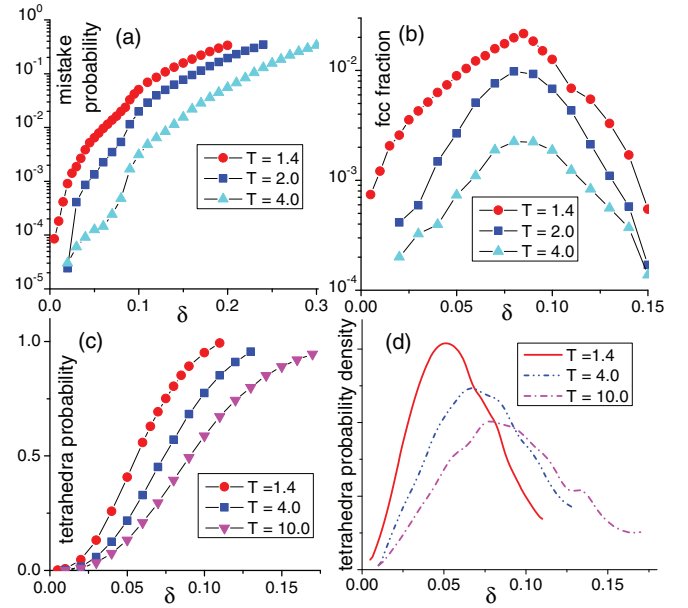 (a)
mistake
probability
10^0
10^-1
10^-2
10^-3
10^-4
10^-5
T = 1.4
T = 2.0
T = 4.0
0.0 0.1 0.2 0.3
δ
(b)
fcc fraction
10^-2
10^-3
10^-4
T = 1.4
T = 2.0
T = 4.0
0.00 0.05 0.10 0.15
δ
(c)
tetrahedra probability
1.0
0.5
0.0
T =1.4
T = 4.0
T = 10.0
0.00 0.05 0.10 0.15
δ
(d)
tetrahedra probability density
T =1.4
T = 4.0
T = 10.0
0.00 0.05 0.10 0.15
δ